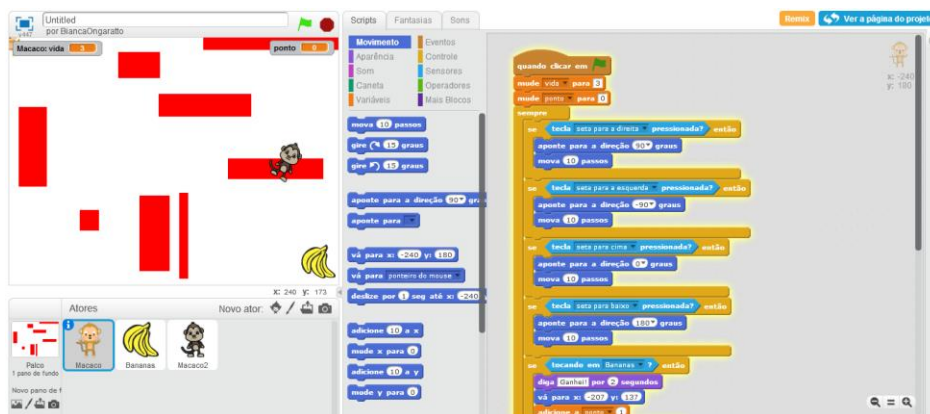 Untitled
por BiancaOngaratto
v447
Macaco: vida 3
ponto 0
X: 240 y: 173
Atores
Novo ator:
Palco
1 pano de fundo
Macaco
Bananas
Macaco2
Novo pano de f
Scripts
Fantasias
Sons
Movimento
Eventos
Aparência
Controle
Som
Sensores
Caneta
Operadores
Variáveis
Mais Blocos
mova 10 passos
gire 15 graus
gire 15 graus
aponte para a direção 90 gra
aponte para
vá para x: -240 y: 180
vá para ponteiro do mouse
deslize por 1 seg até x: -240
adicione 10 a x
mude x para 0
adicione 10 a y
mude y para 0
Remix
Ver a página do projeto
x: -240
y: 180
quando clicar em
mude vida para 3
mude ponto para 0
sempre
se tecla seta para a direita pressionada? então
aponte para a direção 90 graus
mova 10 passos
se tecla seta para a esquerda pressionada? então
aponte para a direção -90 graus
mova 10 passos
se tecla seta para cima pressionada? então
aponte para a direção 0 graus
mova 10 passos
se tecla seta para baixo pressionada? então
aponte para a direção 180 graus
mova 10 passos
se tocando em Bananas ? então
diga Ganhei! por 2 segundos
vá para x: -207 y: 137
adicione a ponto 1